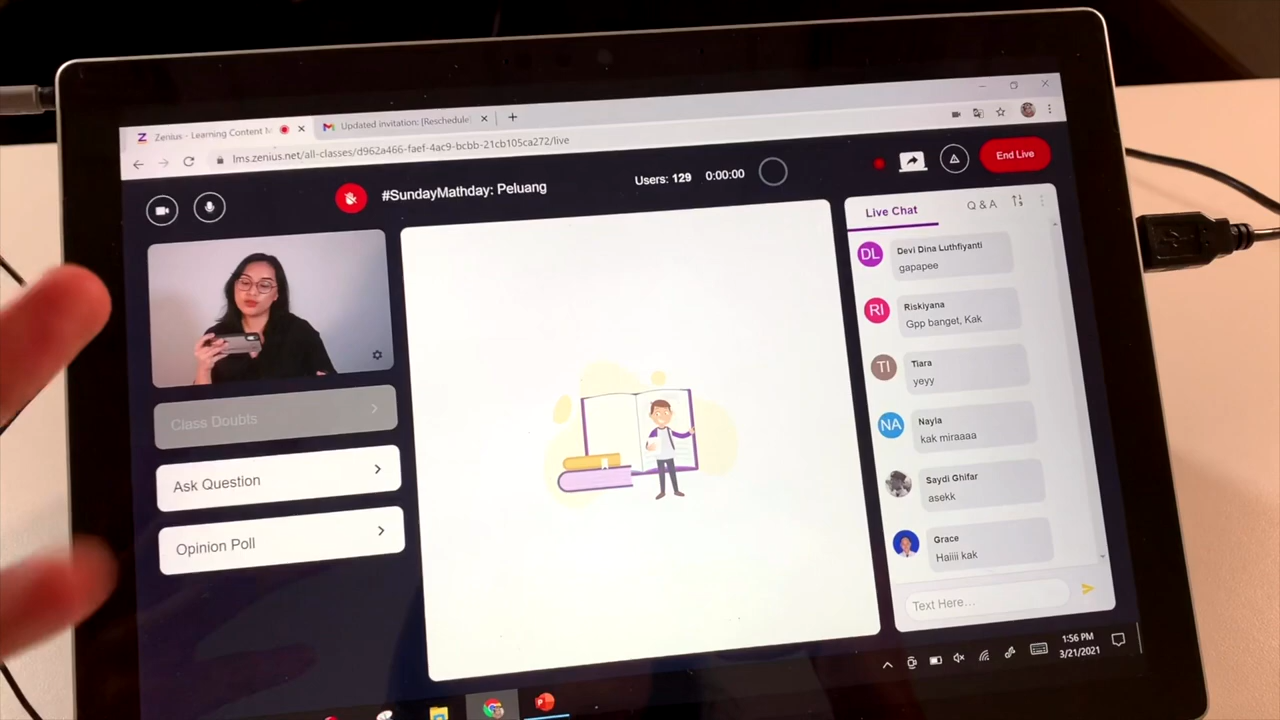 Zenius - Learning Content M
Updated invitation: [Reschedule
lms.zenius.net/all-classes/d962a466-faef-4ac9-bcbb-21cb105ca272/live
#SundayMathday: Peluang
Users: 129
0:00:00
End Live
Class Doubts
Ask Question
Opinion Poll
Live Chat
Q & A
DL
Devi Dina Luthfiyanti
gapapee
RI
Riskiyana
Gpp banget, Kak
TI
Tiara
yeyy
NA
Nayla
kak miraaaa
Saydi Ghifar
asekk
Grace
Haiiii kak
Text Here...
1:56 PM
3/21/2021